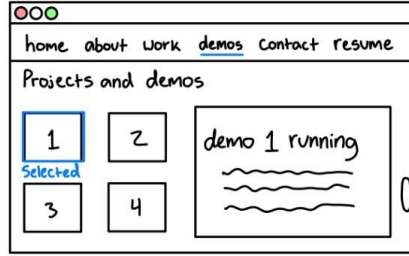 home about work demos contact resume
Projects and demos
1 2
Selected
3 4
demo 1 running